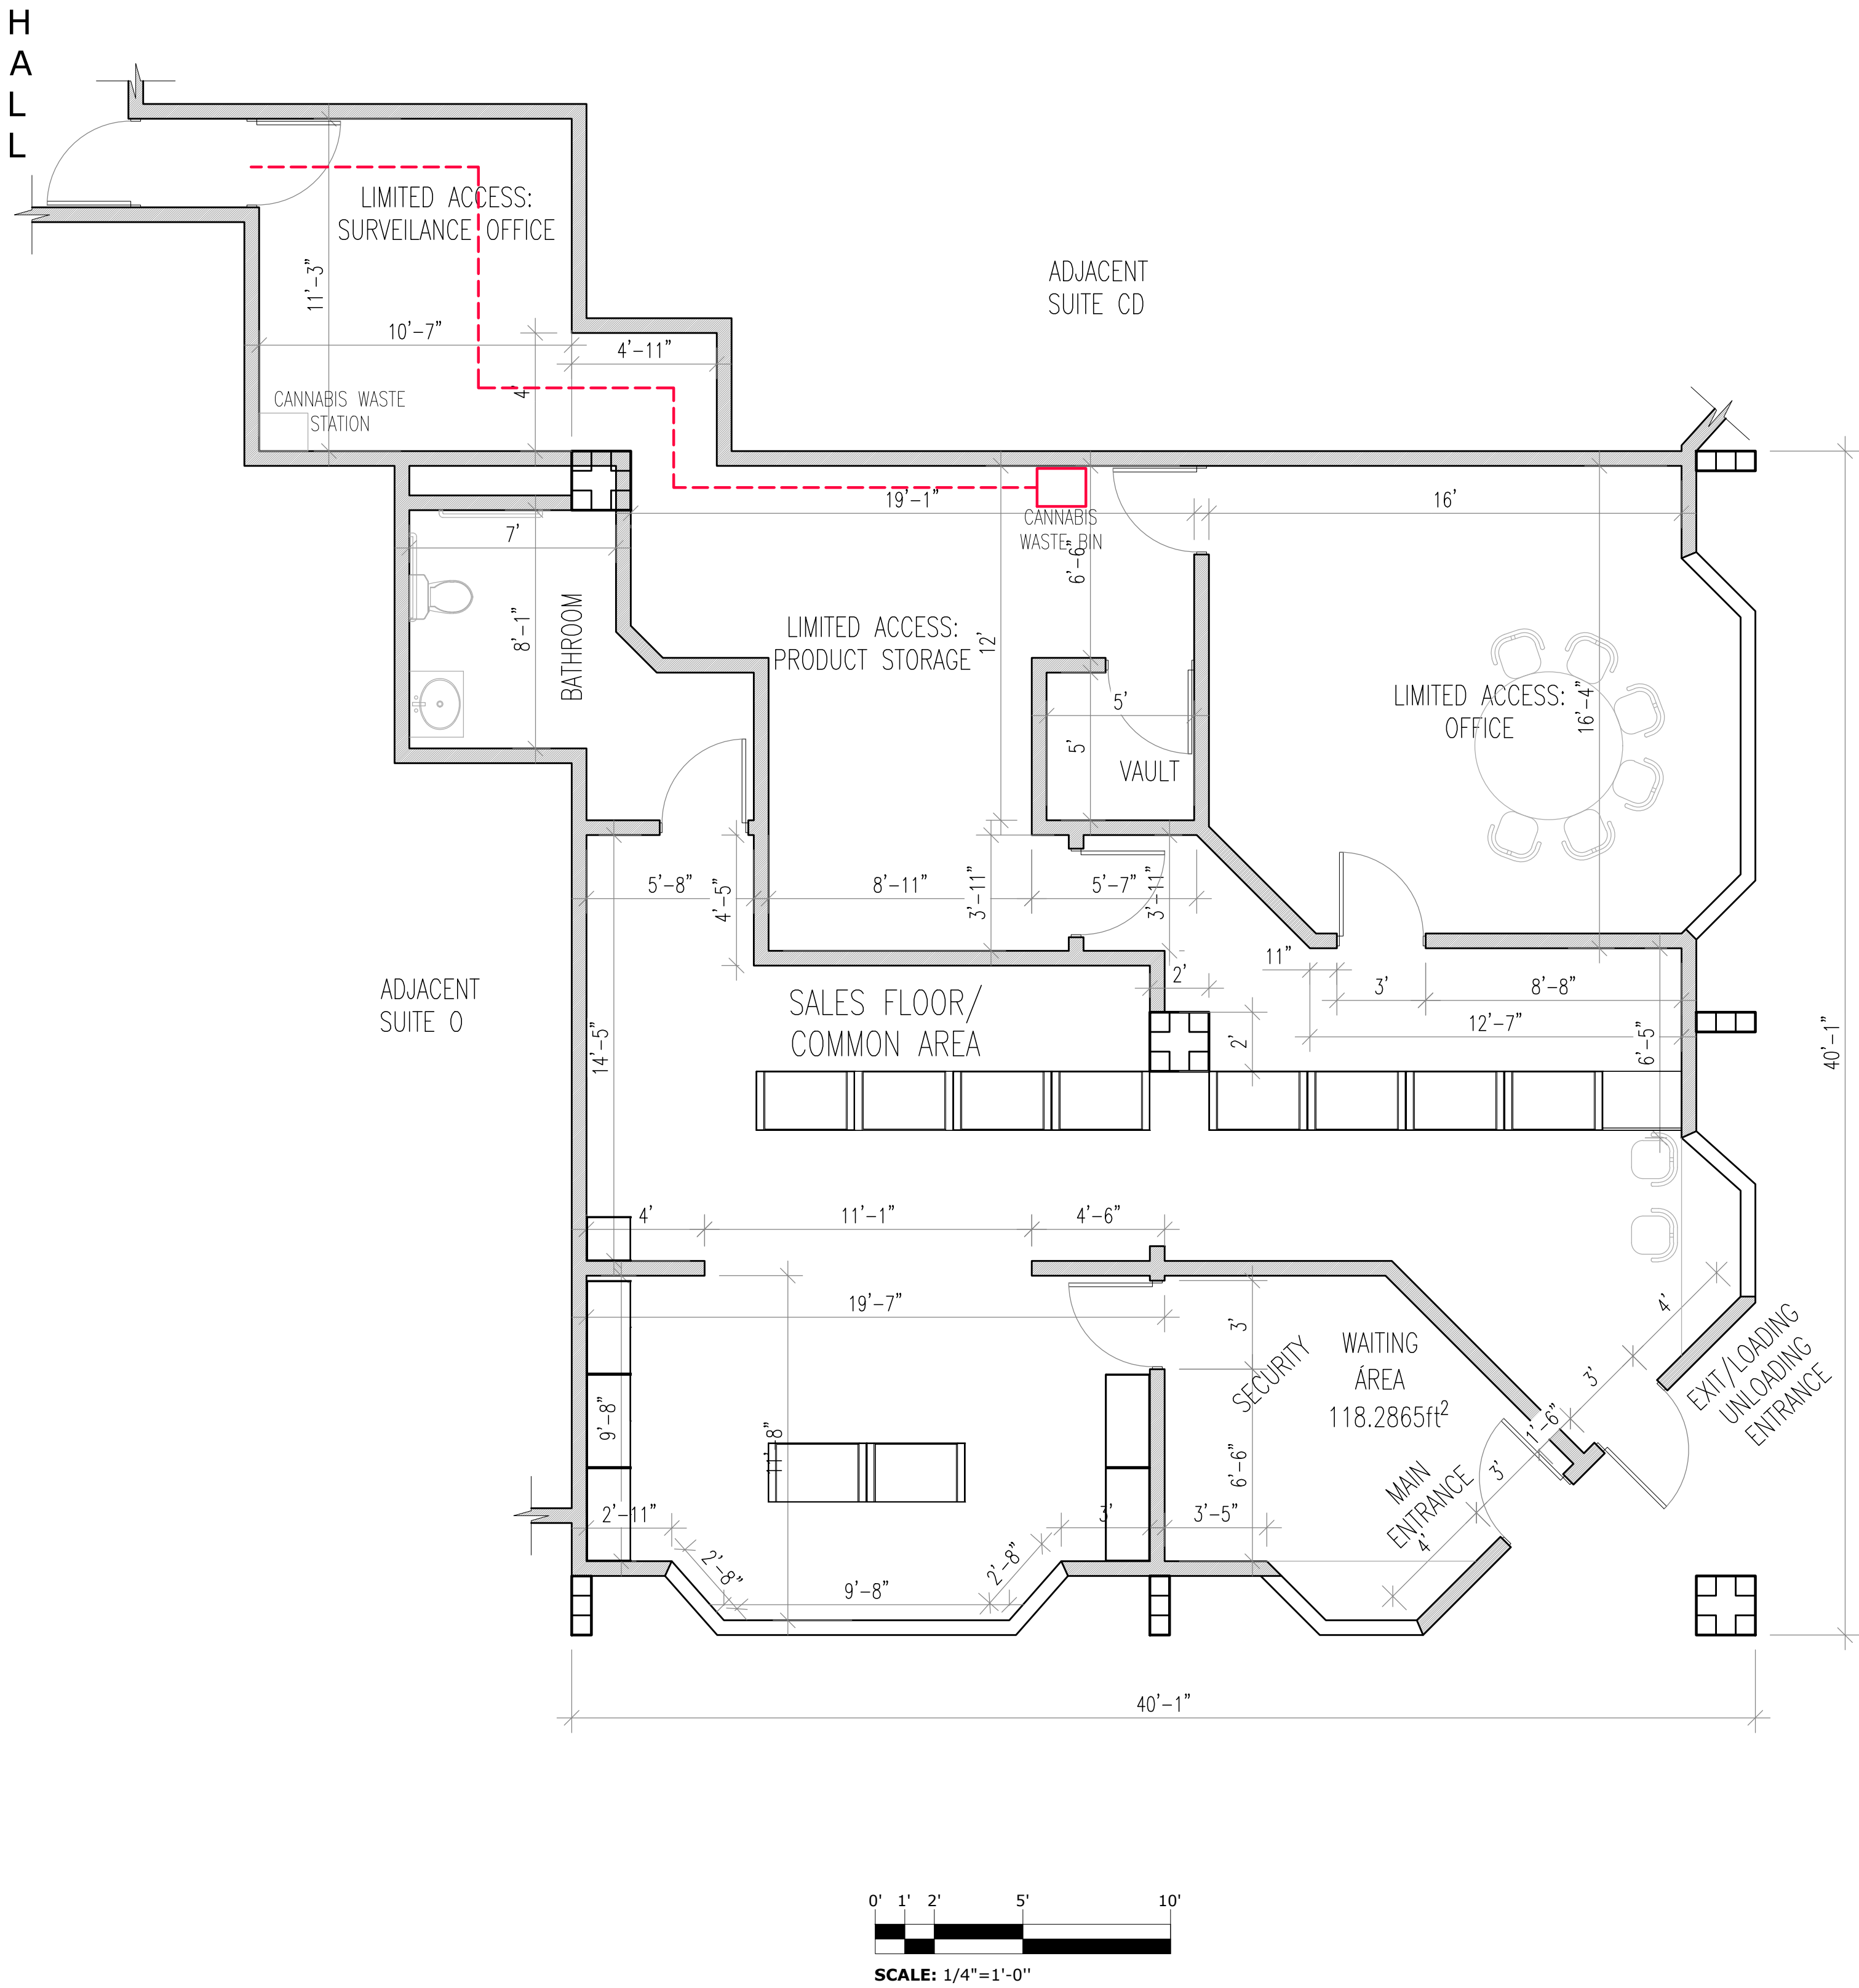 H
A
L
L
LIMITED ACCESS:
SURVEILANCE OFFICE
11'-3"
10'-7"
4'-11"
4'
CANNABIS WASTE
STATION
ADJACENT
SUITE CD
19'-1"
16'
CANNABIS
WASTE BIN
6'-6"
7'
8'-1"
BATHROOM
LIMITED ACCESS:
PRODUCT STORAGE
12'
5'
5'
VAULT
LIMITED ACCESS:
OFFICE
16'-4"
5'-8"
4'-5"
8'-11"
3'-11"
5'-7"
3'-11"
11"
3'
8'-8"
12'-7"
6'-5"
2'
2'
ADJACENT
SUITE O
14'-5"
SALES FLOOR/
COMMON AREA
40'-1"
4'
11'-1"
4'-6"
19'-7"
3'
SECURITY
WAITING
ÁREA
118.2865ft²
4'
3'
1'-6"
3'
4'
EXIT/LOADING
UNLOADING
ENTRANCE
MAIN
ENTRANCE
9'-8"
11'-8"
6'-6"
2'-11"
3'
3'-5"
2'-8"
9'-8"
2'-8"
40'-1"
0' 1' 2' 5' 10'
SCALE: 1/4"=1'-0''